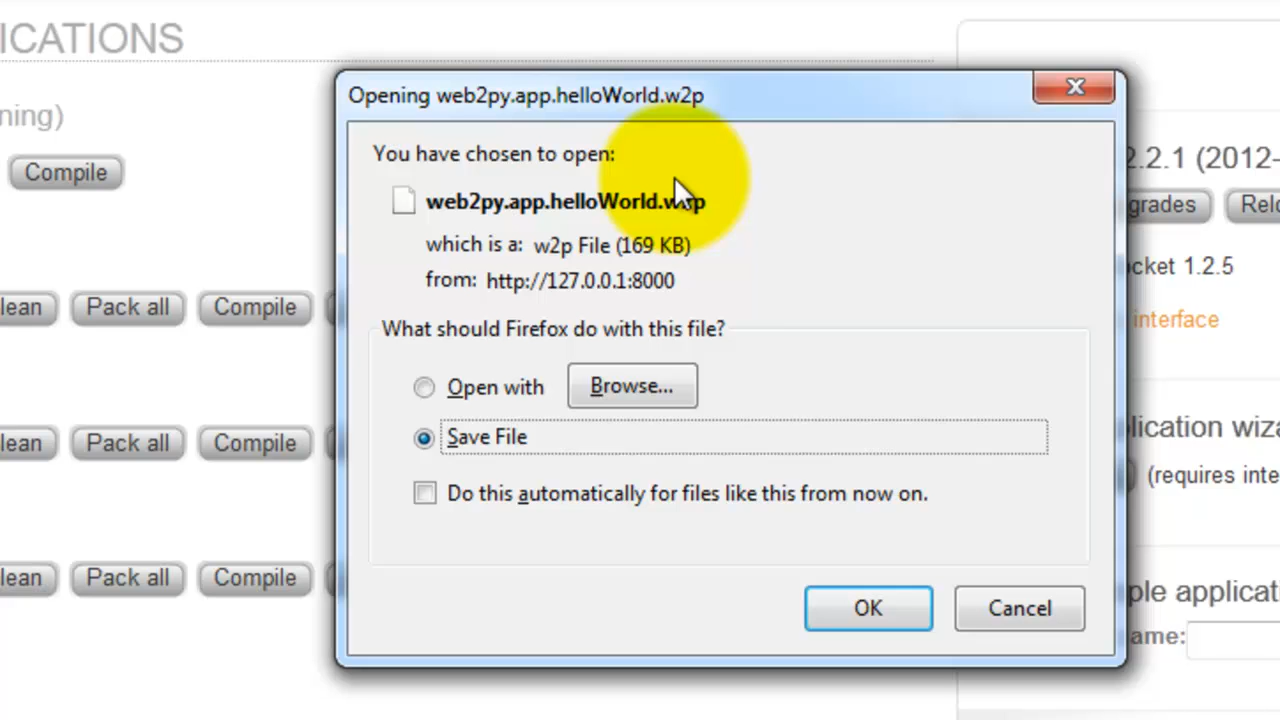 ICATIONS
ning)
Compile
lean Pack all Compile
lean Pack all Compile
lean Pack all Compile
Opening web2py.app.helloWorld.w2p
You have chosen to open:
web2py.app.helloWorld.w2p
which is a: w2p File (169 KB)
from: http://127.0.0.1:8000
What should Firefox do with this file?
Open with Browse...
Save File
Do this automatically for files like this from now on.
OK Cancel
2.2.1 (2012-
grades Relo
ocket 1.2.5
interface
lication wiza
(requires inte
ple applicati
ame: